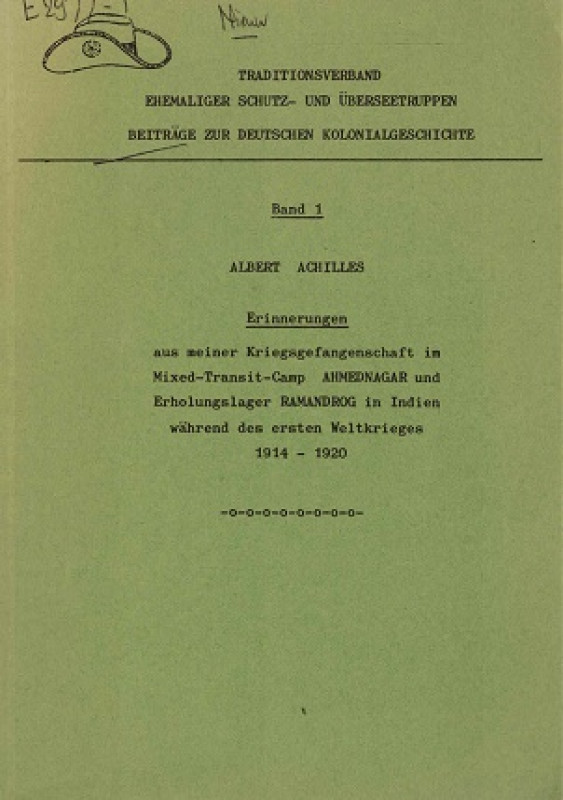 TRADITIONSVERBAND
EHEMALIGER SCHUTZ- UND ÜBERSEETRUPPEN
BEITRÄGE ZUR DEUTSCHEN KOLONIALGESCHICHTE
Band 1
ALBERT ACHILLES
Erinnerungen
aus meiner Kriegsgefangenschaft im
Mixed-Transit-Camp AHMEDNAGAR und
Erholungslager RAMANDROG in Indien
während des ersten Weltkrieges
1914 - 1920
-o-o-o-o-o-o-o-o-